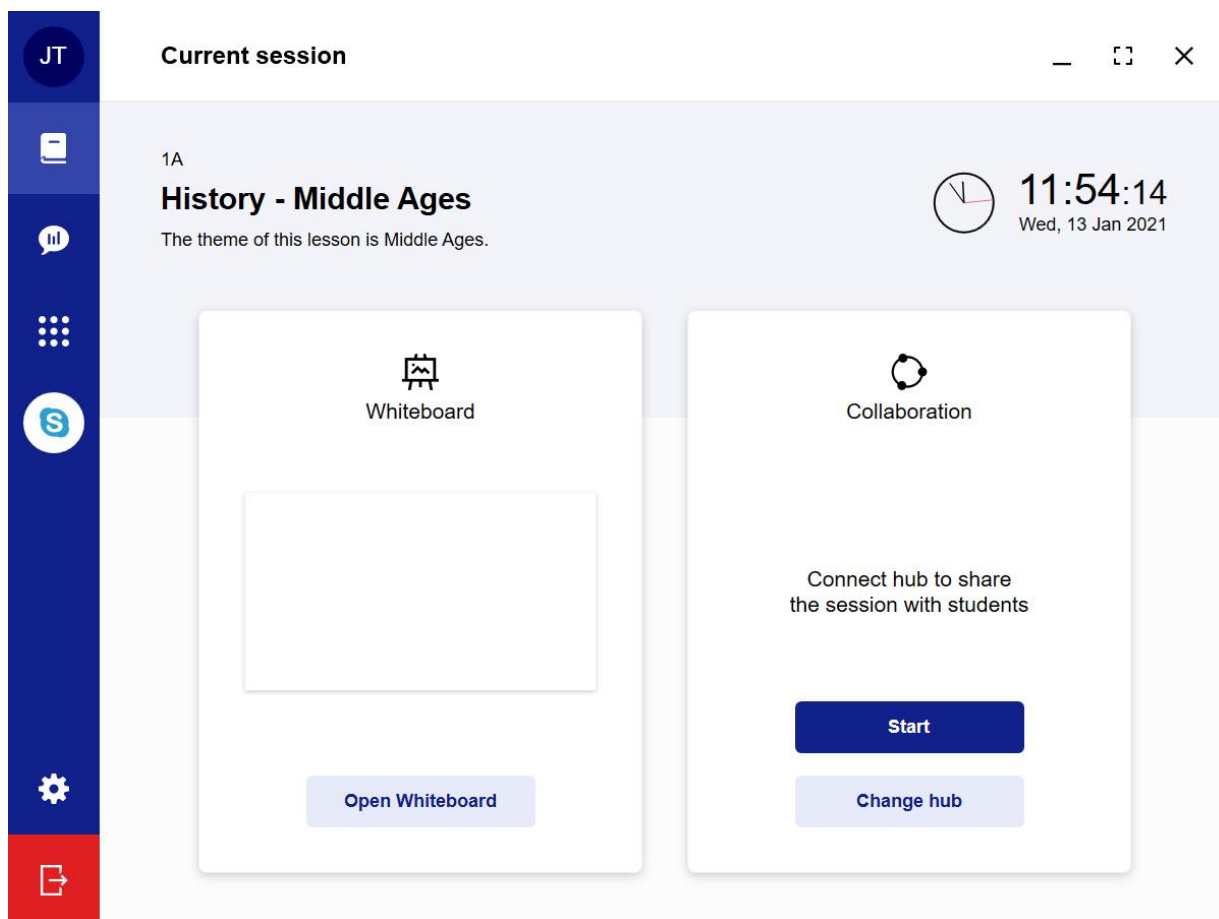 JT
Current session
1A
History - Middle Ages
The theme of this lesson is Middle Ages.
11:54:14
Wed, 13 Jan 2021
S
Whiteboard
Collaboration
Connect hub to share
the session with students
Start
Open Whiteboard
Change hub